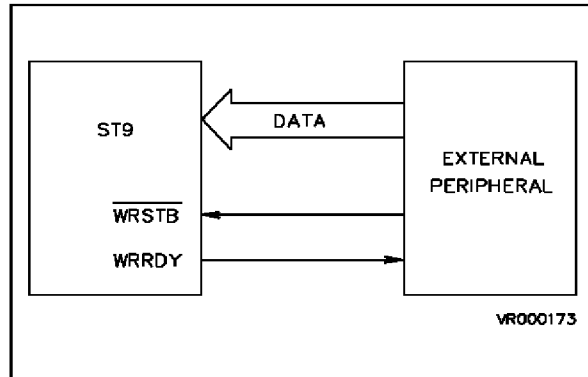 ST9
DATA
EXTERNAL
PERIPHERAL
WRSTB
WRRDY
VR000173